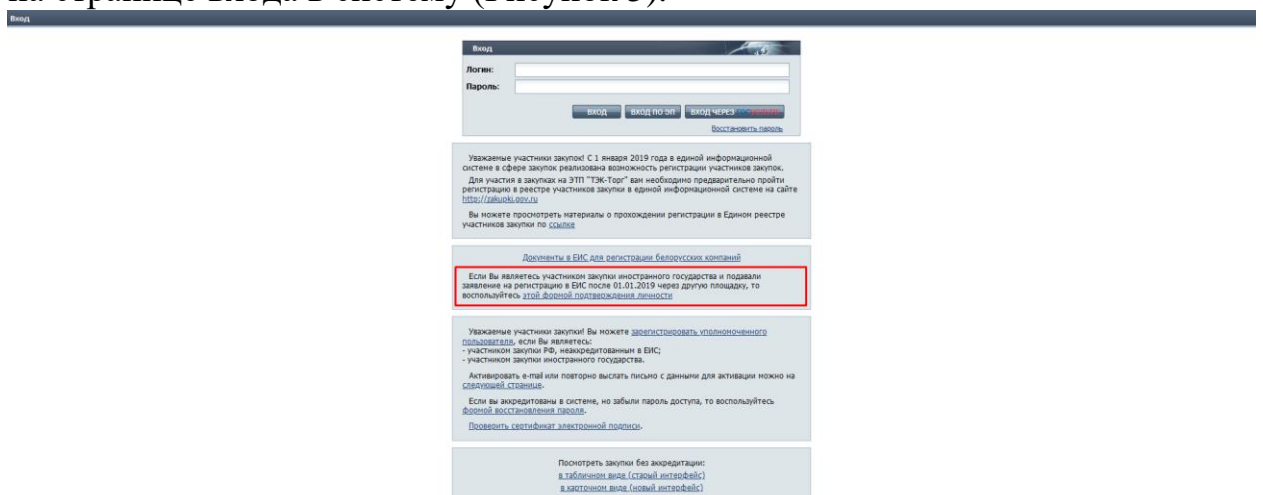 на странице входа в систему (Рисунок 5).
Вход
Вход
Логин:
Пароль:
ВХОД ВХОД ПО ЭП ВХОД ЧЕРЕЗ
Восстановить пароль
Уважаемые участники закупок! С 1 января 2019 года в единой информационной
системе в сфере закупок реализована возможность регистрации участников закупок.
Для участия в закупках на ЭТП "ТЭК-Торг" вам необходимо предварительно пройти
регистрацию в реестре участников закупки в единой информационной системе на сайте
http://zakupki.gov.ru
Вы можете просмотреть материалы о прохождении регистрации в Едином реестре
участников закупки по ссылке
Документы в ЕИС для регистрации белорусских компаний
Если Вы являетесь участником закупки иностранного государства и подавали
заявление на регистрацию в ЕИС после 01.01.2019 через другую площадку, то
воспользуйтесь этой формой подтверждения личности
Уважаемые участники закупки! Вы можете зарегистрировать уполномоченного
пользователя, если Вы являетесь:
- участником закупки РФ, неаккредитованным в ЕИС;
- участником закупки иностранного государства.
Активировать e-mail или повторно выслать письмо с данными для активации можно на
следующей странице.
Если вы аккредитованы в системе, но забыли пароль доступа, то воспользуйтесь
формой восстановления пароля.
Проверить сертификат электронной подписи.
Посмотреть закупки без аккредитации:
в табличном виде (старый интерфейс)
в карточном виде (новый интерфейс)